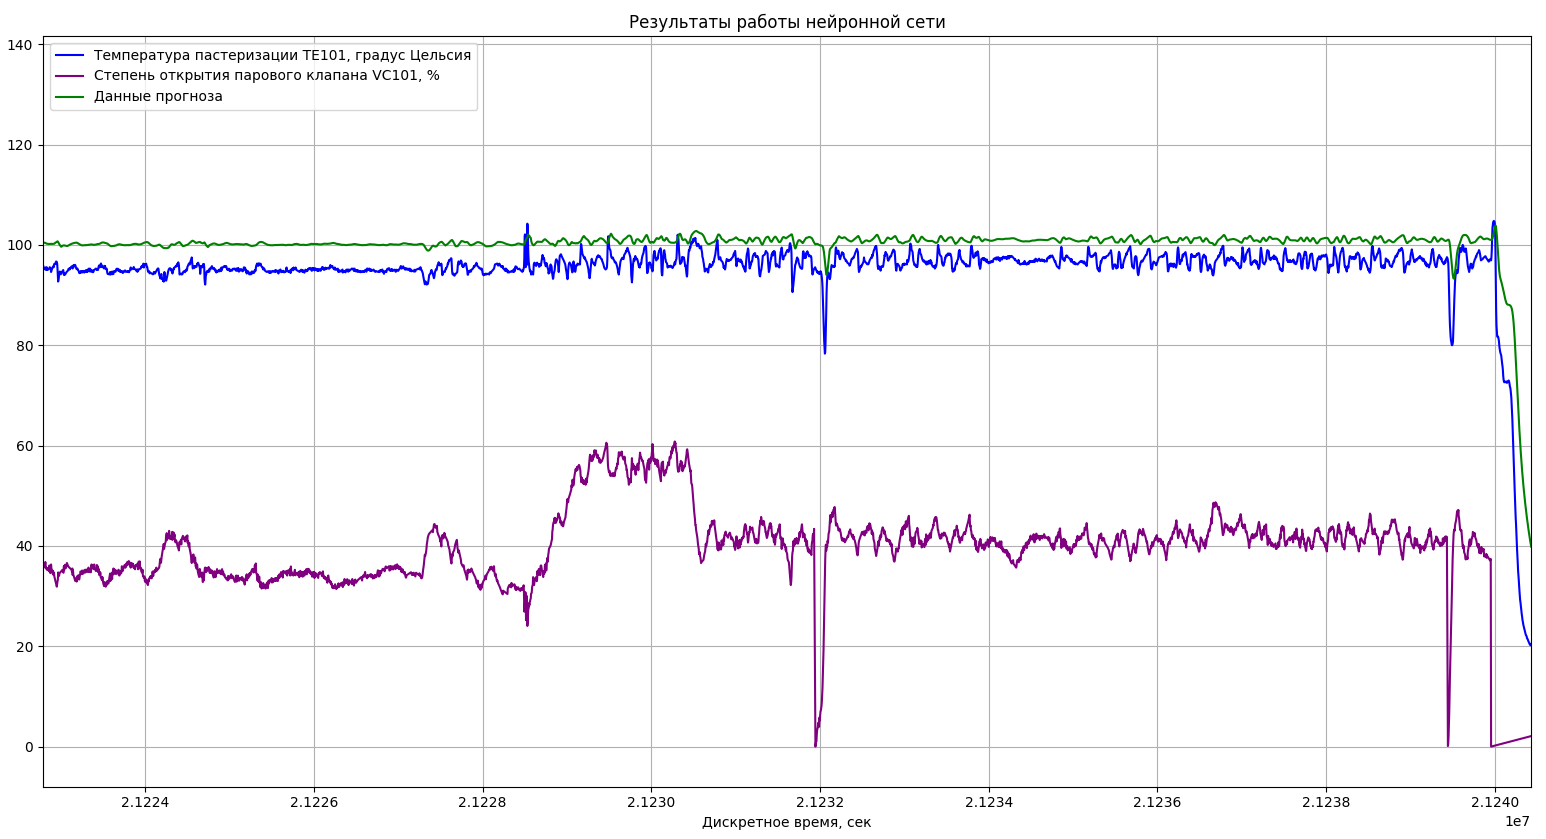 Результаты работы нейронной сети
Температура пастеризации TE101, градус Цельсия
Степень открытия парового клапана VC101, %
Данные прогноза
140
120
100
80
60
40
20
0
2.1224 2.1226 2.1228 2.1230 2.1232 2.1234 2.1236 2.1238 2.1240
1e7
Дискретное время, сек